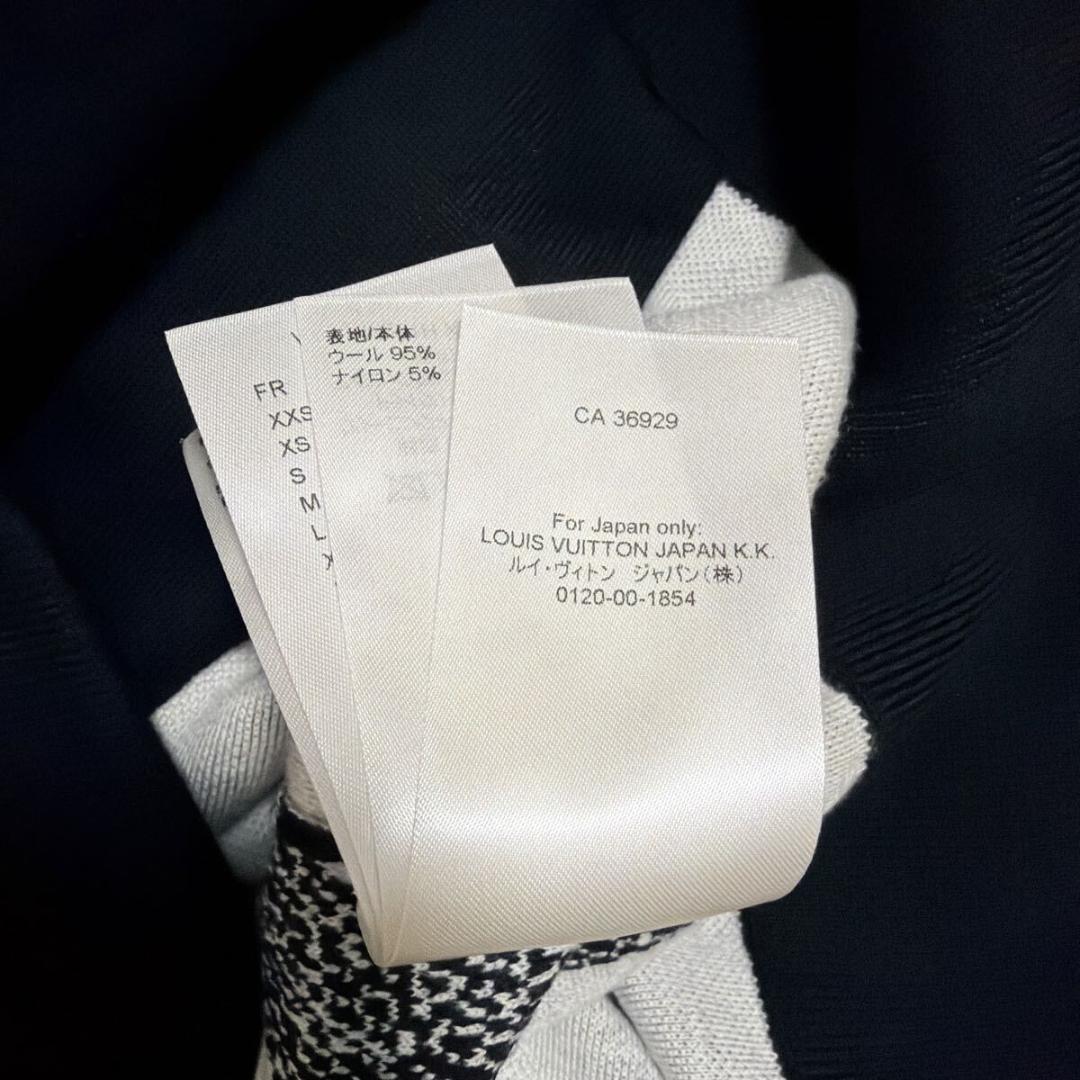 FR
XXS
XS
S
M
L
表地/本体
ウール 95%
ナイロン 5%
CA 36929
For Japan only:
LOUIS VUITTON JAPAN K.K.
ルイ・ヴィトン ジャパン(株)
0120-00-1854